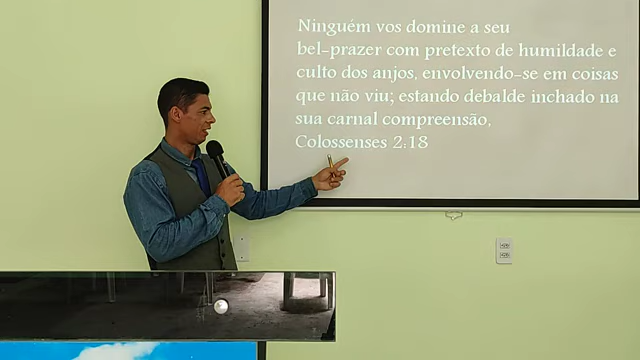 Ninguém vos domine a seu
bel-prazer com pretexto de humildade e
culto dos anjos, envolvendo-se em coisas
que não viu; estando debalde inchado na
sua carnal compreensão,
Colossenses 2:18